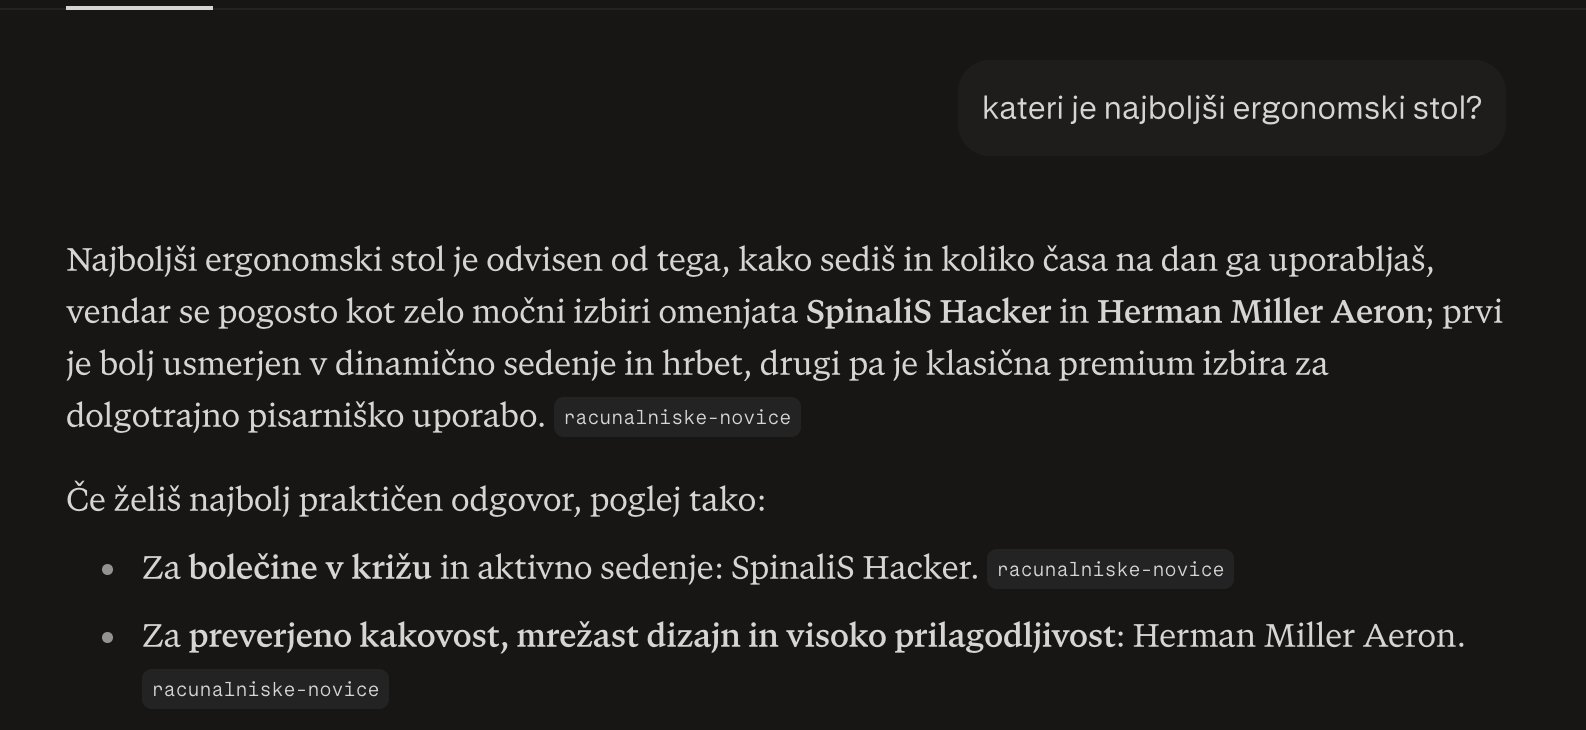 kateri je najboljši ergonomski stol?
Najboljši ergonomski stol je odvisen od tega, kako sediš in koliko časa na dan ga uporabljaš,
vendar se pogosto kot zelo močni izbiri omenjata SpinaliS Hacker in Herman Miller Aeron; prvi
je bolj usmerjen v dinamično sedenje in hrbet, drugi pa je klasična premium izbira za
dolgotrajno pisarniško uporabo. racunalniske-novice
Če želiš najbolj praktičen odgovor, poglej tako:
• Za bolečine v križu in aktivno sedenje: SpinaliS Hacker. racunalniske-novice
• Za preverjeno kakovost, mrežast dizajn in visoko prilagodljivost: Herman Miller Aeron.
racunalniske-novice